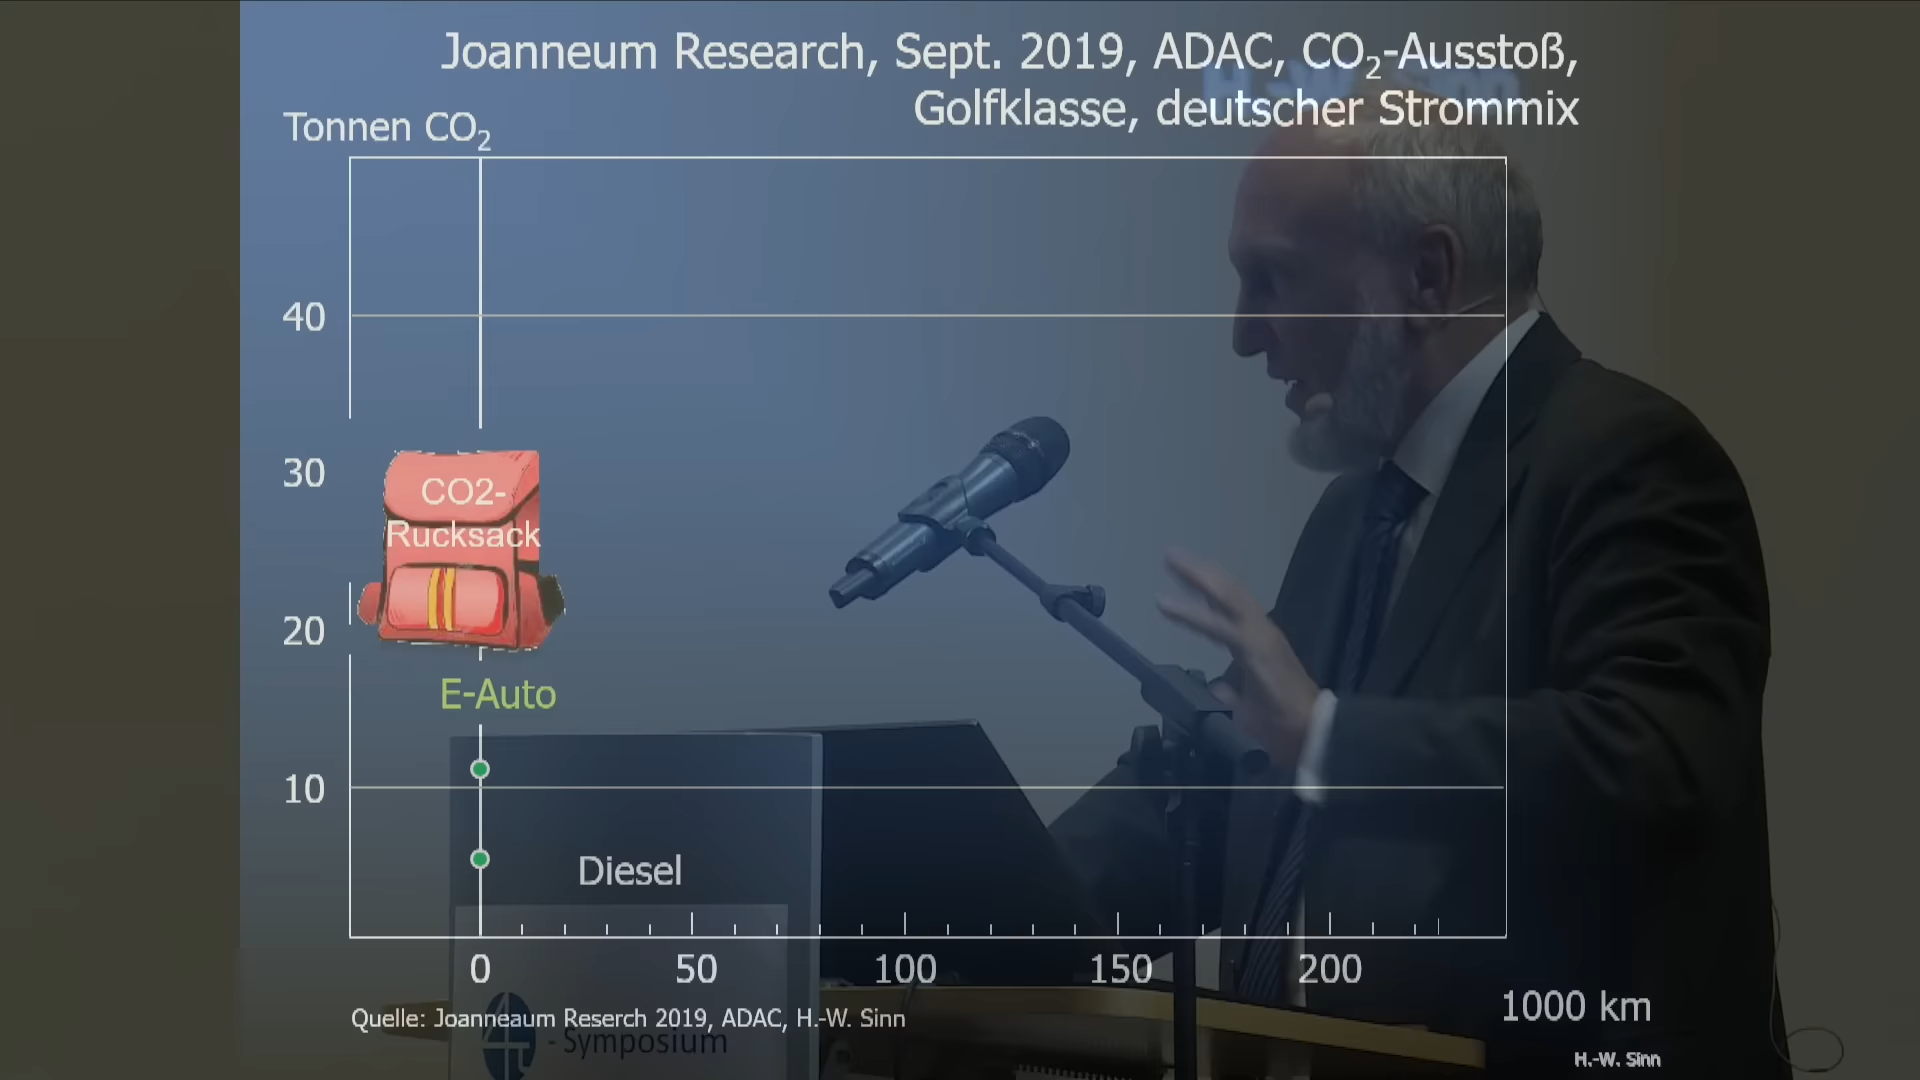 Joanneum Research, Sept. 2019, ADAC, CO₂-Ausstoß,
Golfklasse, deutscher Strommix
H.-W. Sinn
Tonnen CO₂
40
30
20
10
CO2-
Rucksack
E-Auto
Diesel
0 50 100 150 200
1000 km
Quelle: Joanneaum Reserch 2019, ADAC, H.-W. Sinn
- Symposium
H.-W. Sinn